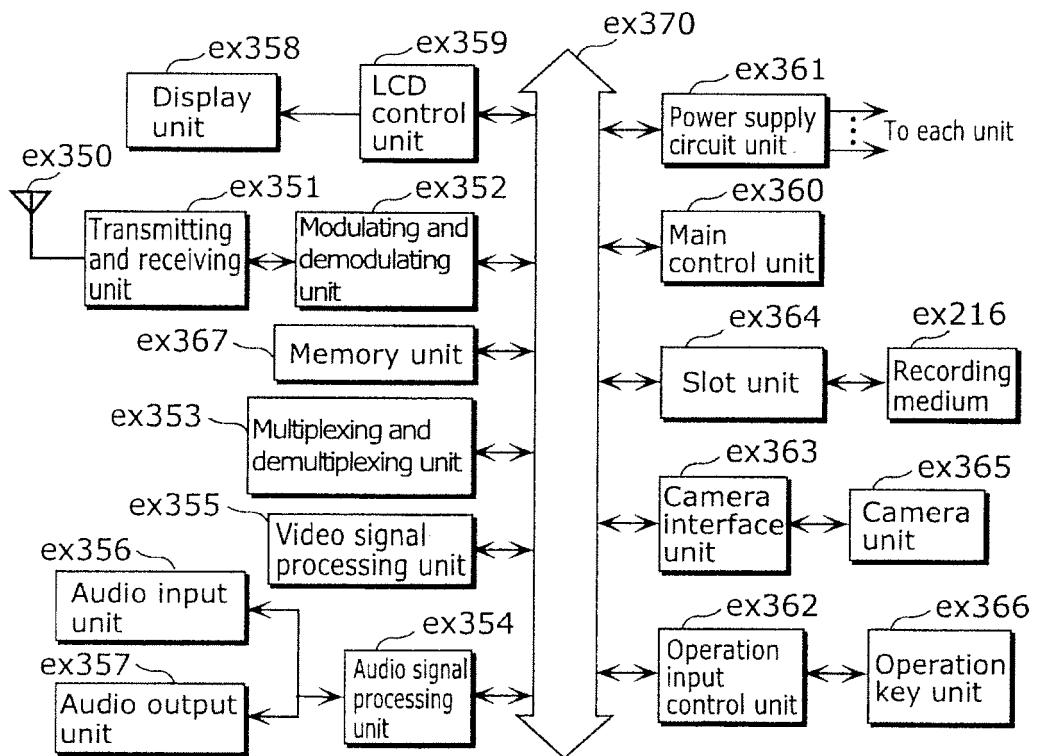 ex358
Display
unit
ex359
LCD
control
unit
ex370
ex361
Power supply
circuit unit
To each unit
ex350
ex351
Transmitting
and receiving
unit
ex352
Modulating and
demodulating
unit
ex360
Main
control unit
ex367
Memory unit
ex364
Slot unit
ex216
Recording
medium
ex353
Multiplexing and
demultiplexing unit
ex363
Camera
interface
unit
ex365
Camera
unit
ex355
Video signal
processing unit
ex356
Audio input
unit
ex357
Audio output
unit
ex354
Audio signal
processing
unit
ex362
Operation
input
control unit
ex366
Operation
key unit